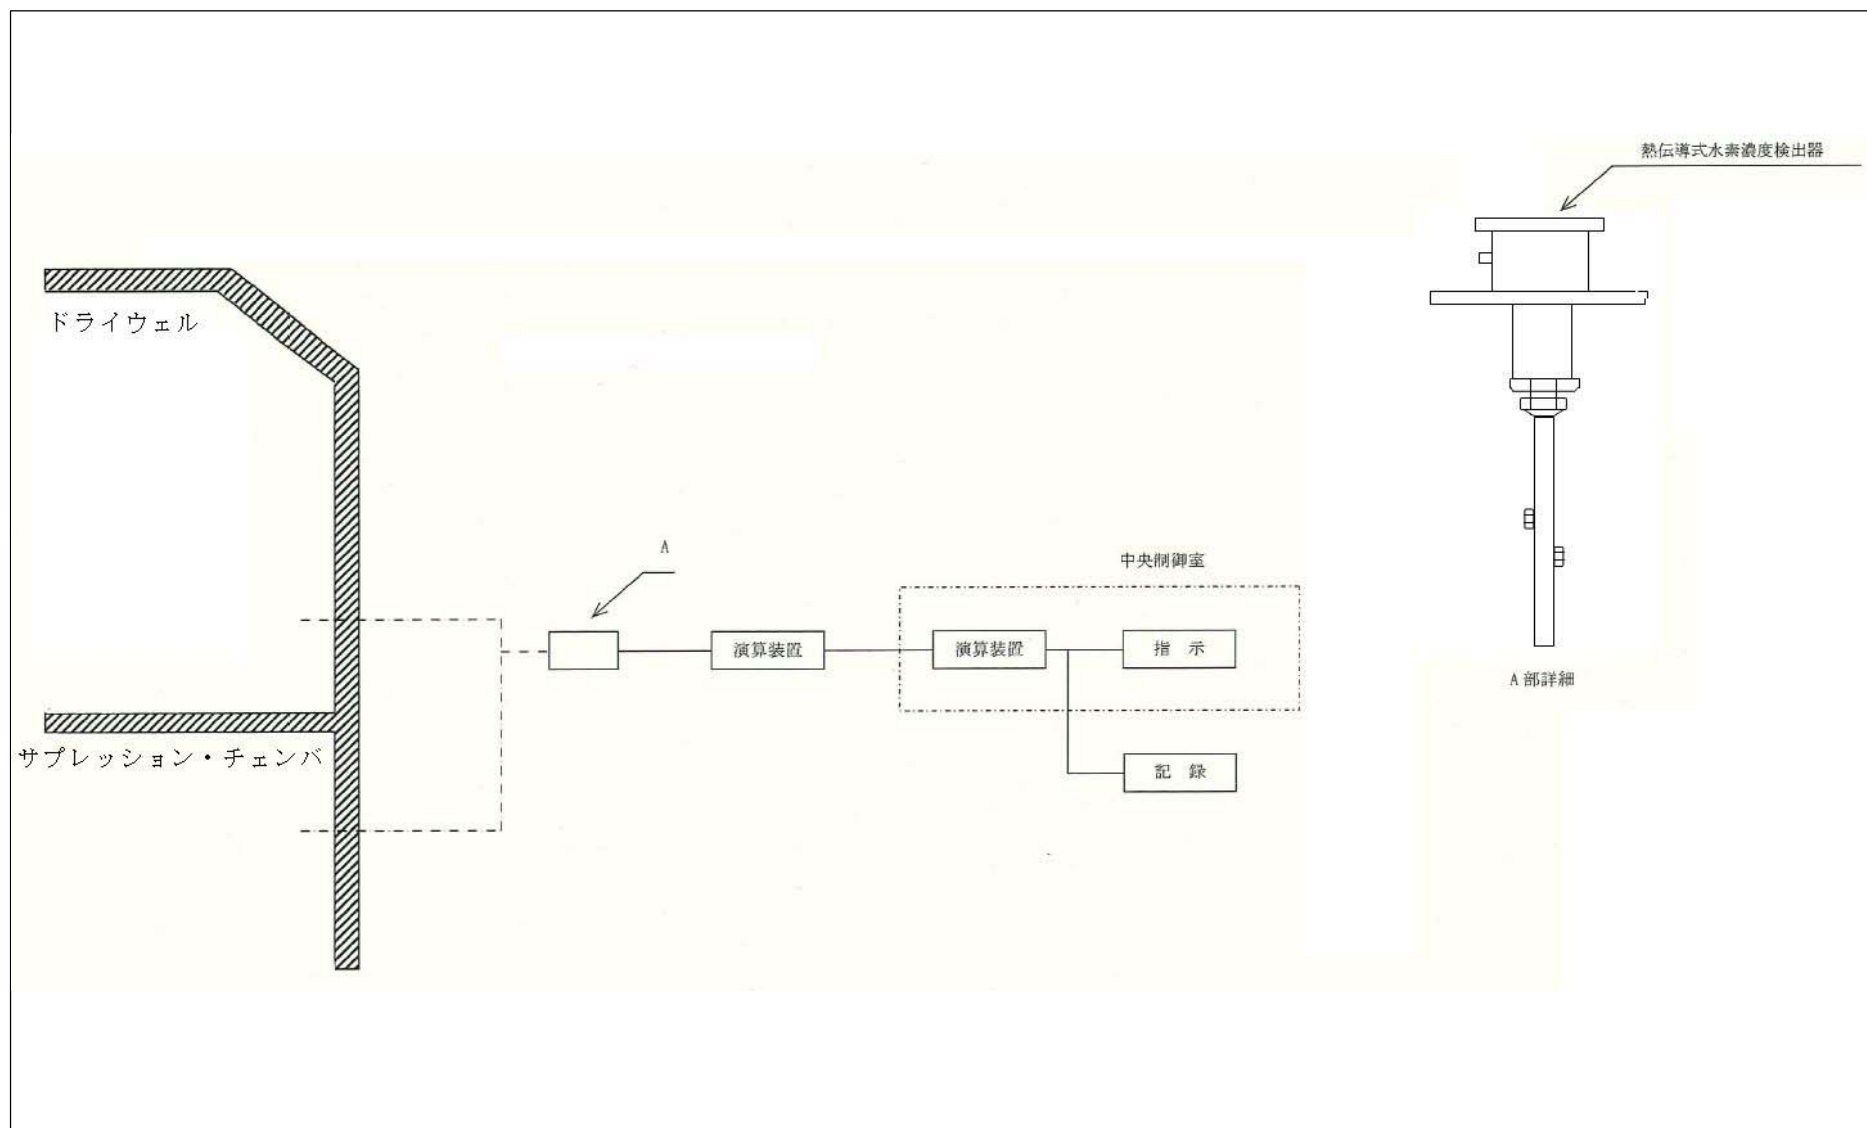 熱伝導式水素濃度検出器
ドライウェル
A
中央制御室
演算装置
演算装置
指 示
A 部詳細
サプレッション・チェンバ
記 録